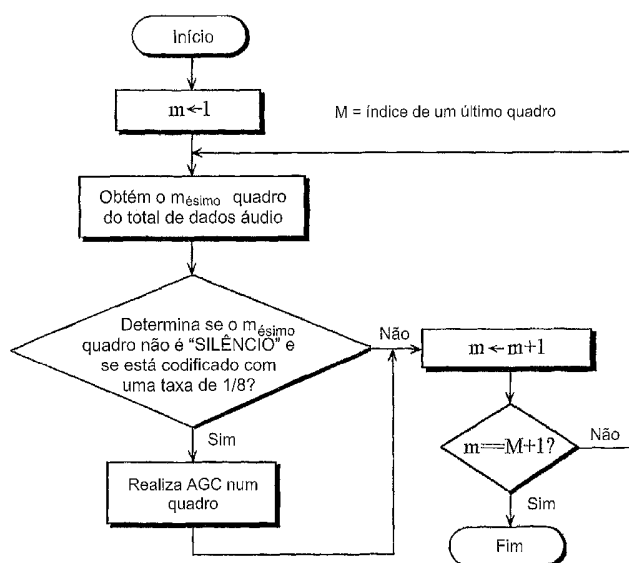 Início
m←1
M = índice de um último quadro
Obtém o mésimo quadro
do total de dados áudio
Determina se o mésimo
quadro não é “SILÊNCIO” e
se está codificado com
uma taxa de 1/8?
Não
m←m+1
Sim
m==M+1?
Não
Realiza AGC num
quadro
Sim
Fim